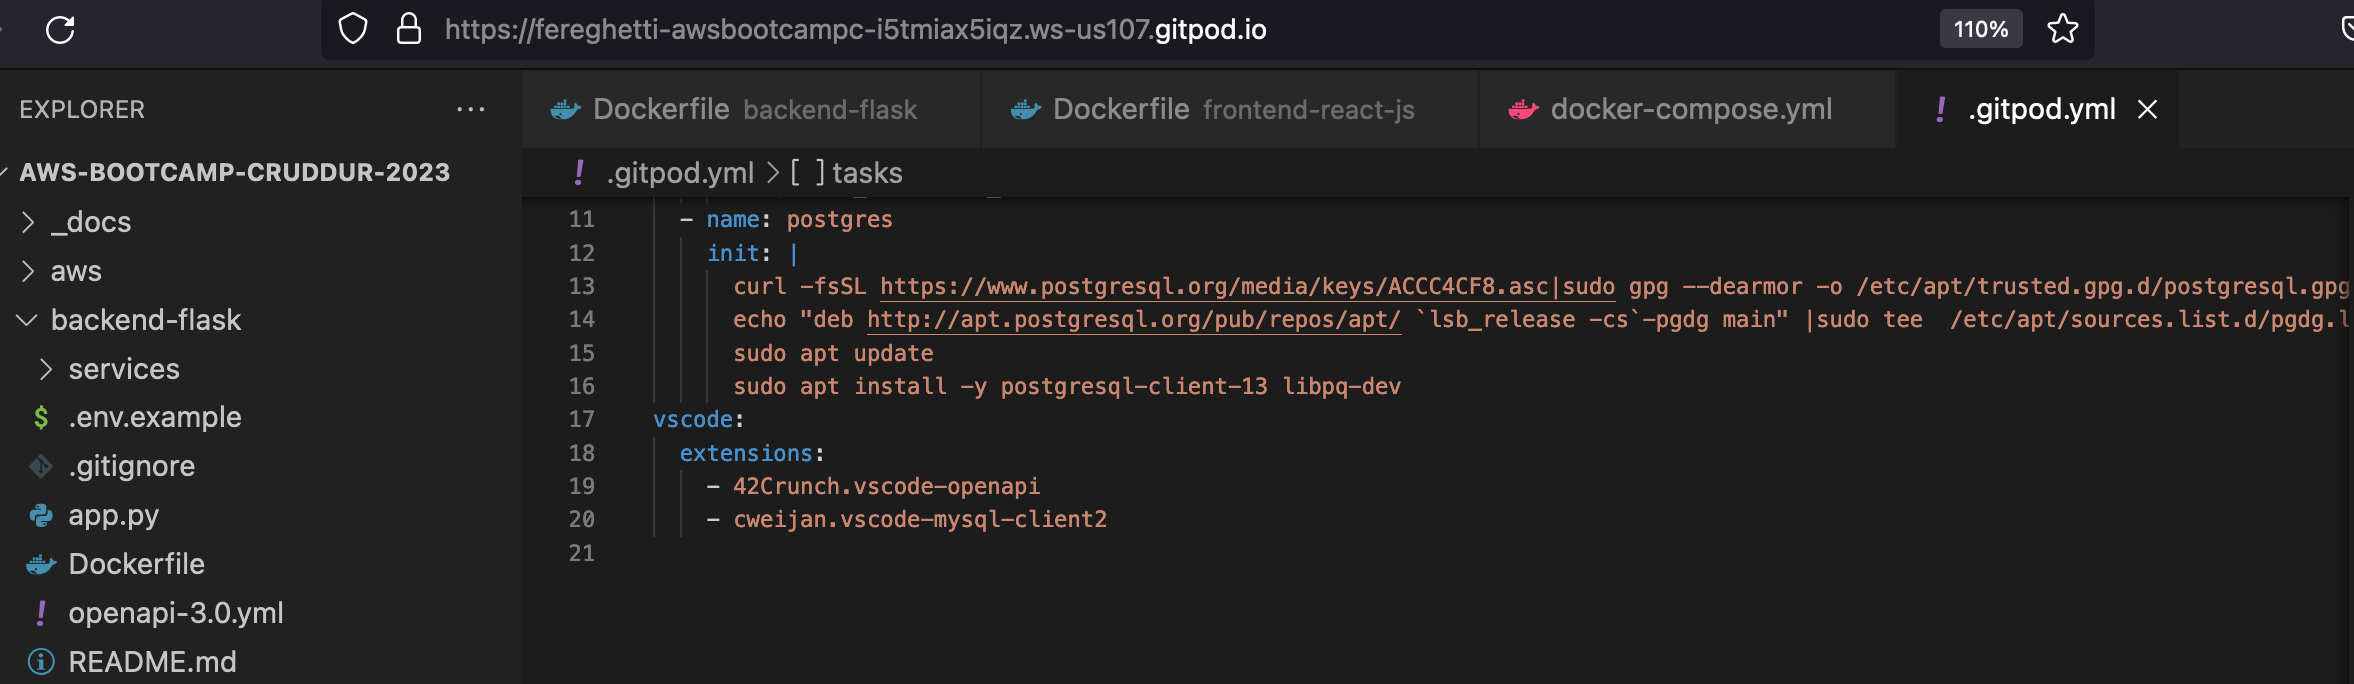 https://fereghetti-awsbootcampc-i5tmiax5iqz.ws-us107.gitpod.io 110%
EXPLORER ...
AWS-BOOTCAMP-CRUDDUR-2023
_docs
aws
backend-flask
services
.env.example
.gitignore
app.py
Dockerfile
openapi-3.0.yml
README.md
Dockerfile backend-flask Dockerfile frontend-react-js docker-compose.yml .gitpod.yml
.gitpod.yml > [ ] tasks
11 - name: postgres
12 init: |
13 curl -fsSL https://www.postgresql.org/media/keys/ACCC4CF8.asc|sudo gpg --dearmor -o /etc/apt/trusted.gpg.d/postgresql.gpg
14 echo "deb http://apt.postgresql.org/pub/repos/apt/ `lsb_release -cs`-pgdg main" |sudo tee  /etc/apt/sources.list.d/pgdg.l
15 sudo apt update
16 sudo apt install -y postgresql-client-13 libpq-dev
17 vscode:
18 extensions:
19 - 42Crunch.vscode-openapi
20 - cweijan.vscode-mysql-client2
21